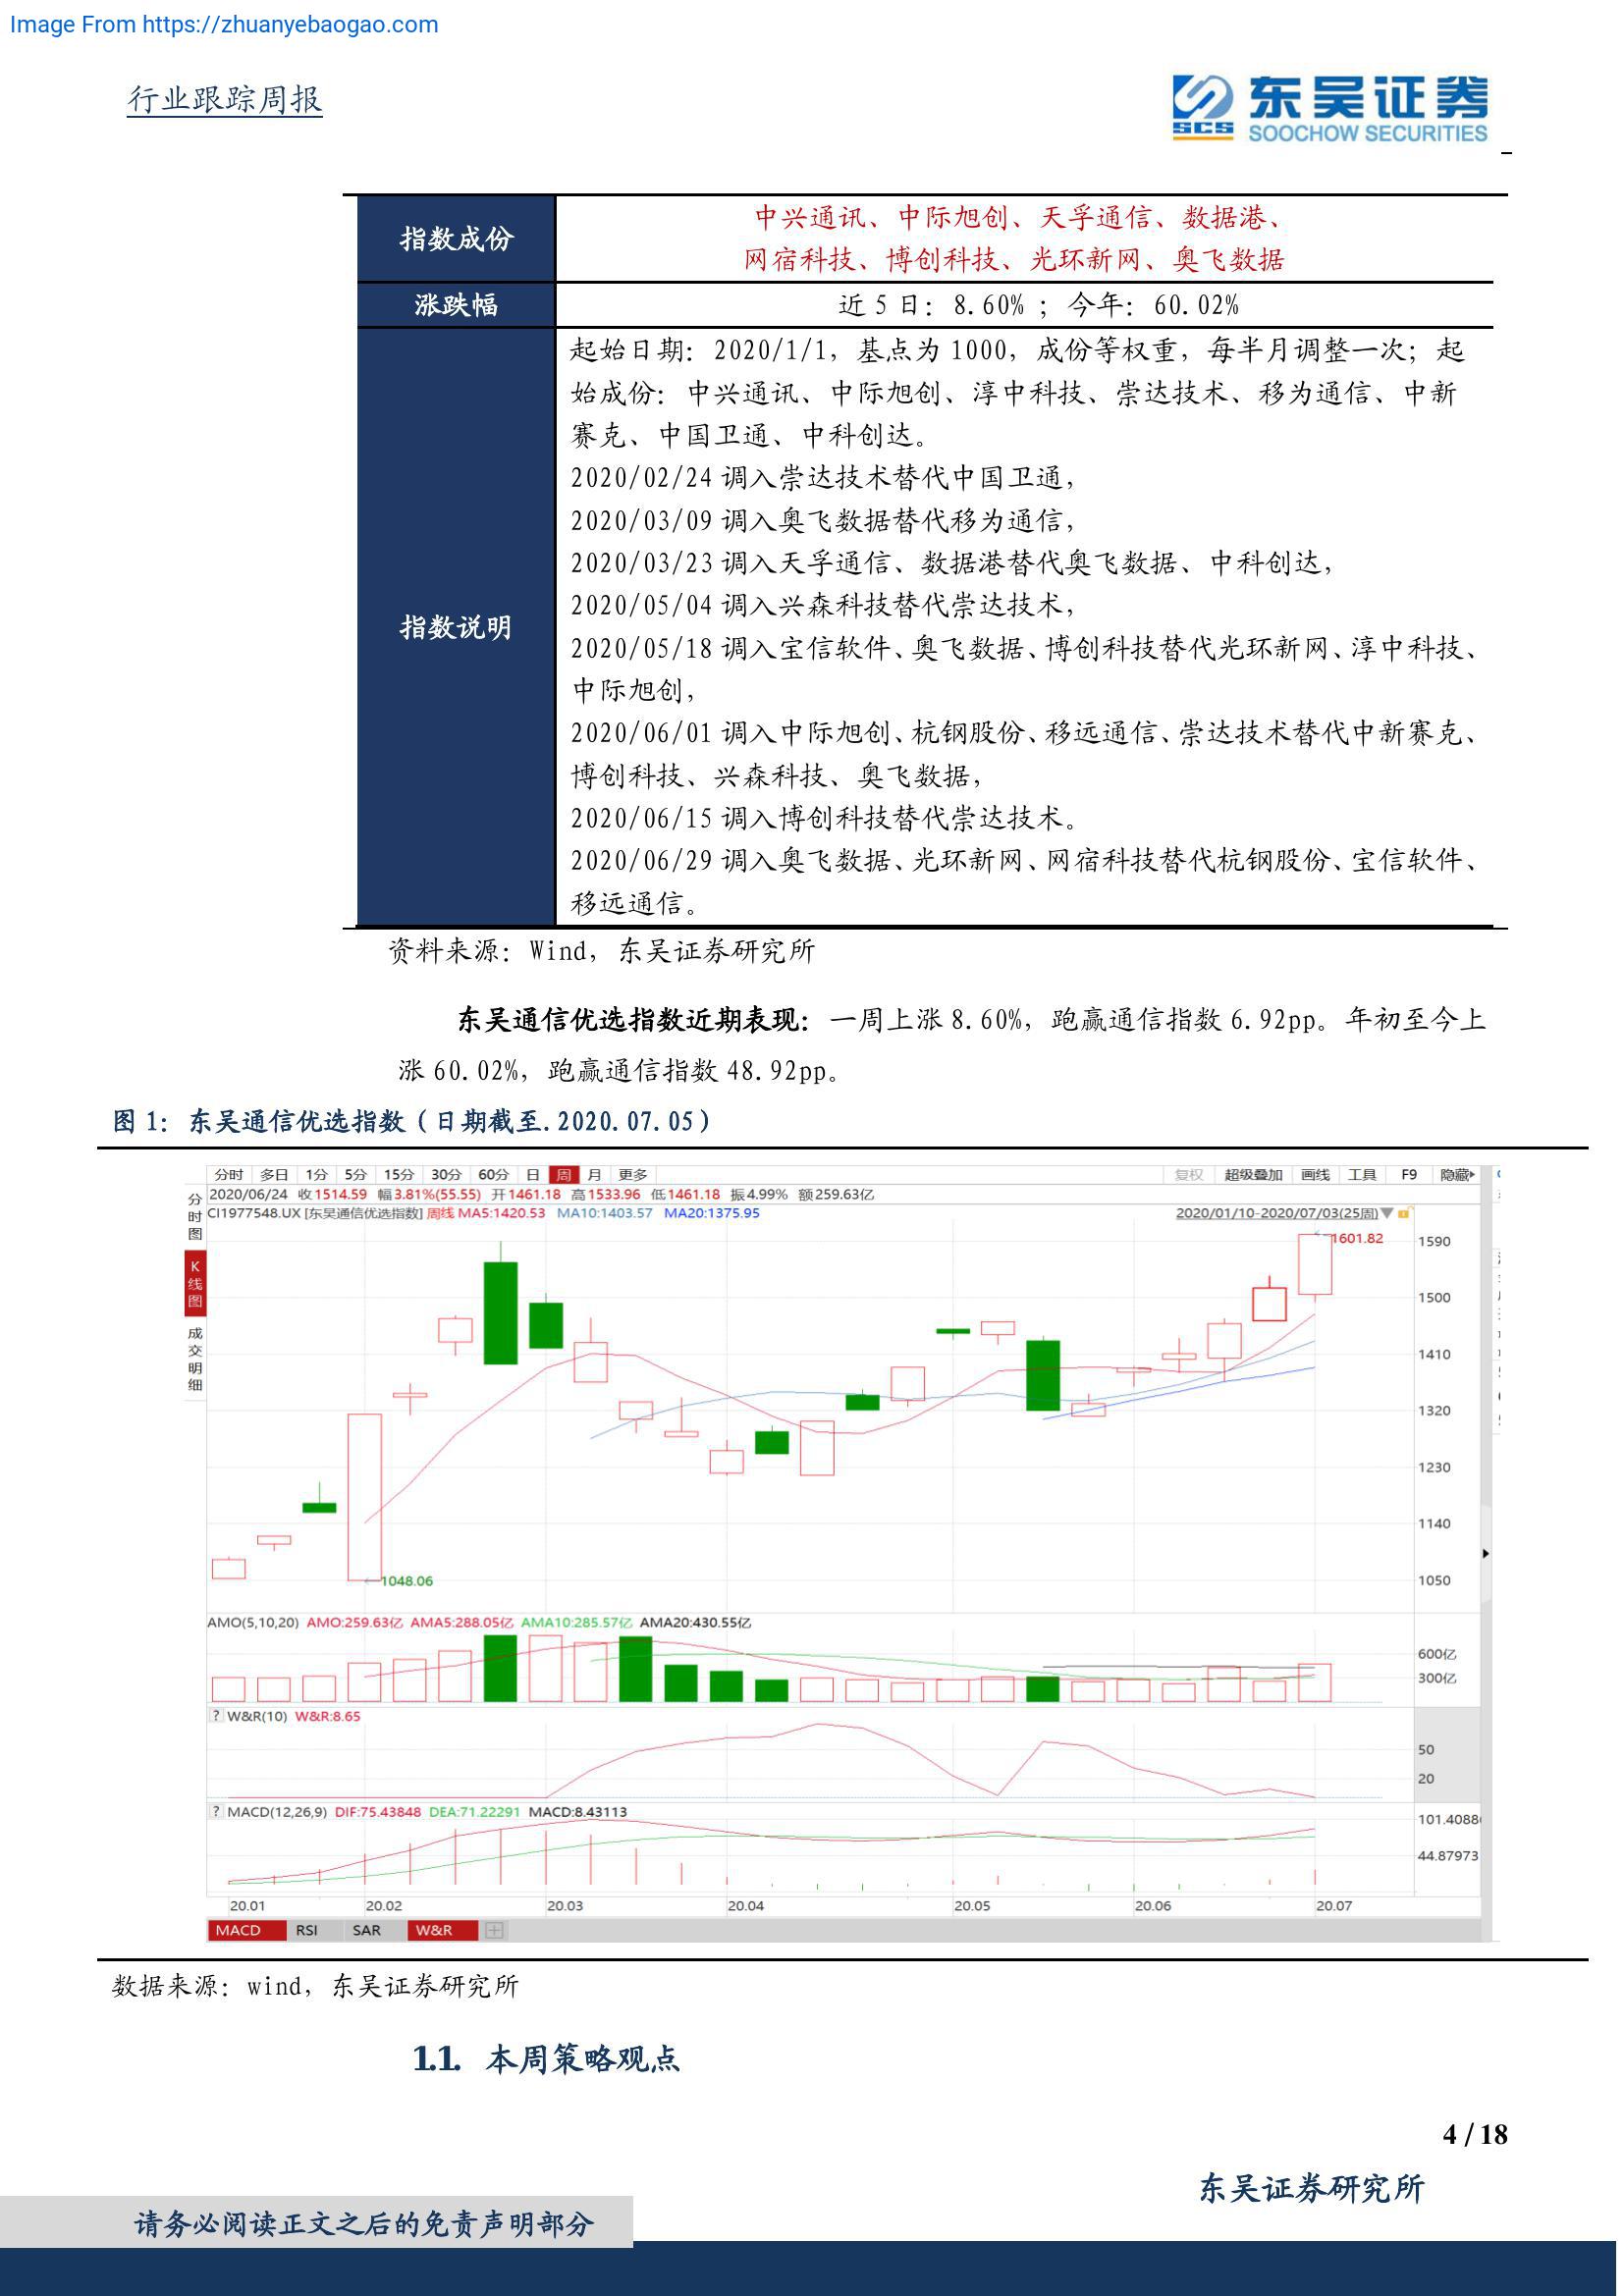 Image From https://zhuanyebaogao.com
行业跟踪周报
东吴证券
SCS
SOOCHOW SECURITIES
指数成份
中兴通讯、中际旭创、天孚通信、数据港、
网宿科技、博创科技、光环新网、奥飞数据
涨跌幅
近 5 日：8.60% ；今年：60.02%
指数说明
起始日期：2020/1/1，基点为 1000，成份等权重，每半月调整一次；起
始成份：中兴通讯、中际旭创、淳中科技、崇达技术、移为通信、中新
赛克、中国卫通、中科创达。
2020/02/24 调入崇达技术替代中国卫通，
2020/03/09 调入奥飞数据替代移为通信，
2020/03/23 调入天孚通信、数据港替代奥飞数据、中科创达，
2020/05/04 调入兴森科技替代崇达技术，
2020/05/18 调入宝信软件、奥飞数据、博创科技替代光环新网、淳中科技、
中际旭创，
2020/06/01 调入中际旭创、杭钢股份、移远通信、崇达技术替代中新赛克、
博创科技、兴森科技、奥飞数据，
2020/06/15 调入博创科技替代崇达技术。
2020/06/29 调入奥飞数据、光环新网、网宿科技替代杭钢股份、宝信软件、
移远通信。
资料来源：Wind，东吴证券研究所
东吴通信优选指数近期表现：一周上涨 8.60%，跑赢通信指数 6.92pp。年初至今上
涨 60.02%，跑赢通信指数 48.92pp。
图 1：东吴通信优选指数（日期截至.2020.07.05）
分时 多日 1分 5分 15分 30分 60分 日 周 月 更多 复权 超级叠加 画线 工具 F9 隐藏
2020/06/24 收1514.59 幅3.81%(55.55) 开1461.18 高1533.96 低1461.18 振4.99% 额259.63亿
CI1977548.UX [东吴通信优选指数] 周线 MA5:1420.53 MA10:1403.57 MA20:1375.95 2020/01/10-2020/07/03(25周)
分时图
K线图
成交明细
1601.82
1590
1500
1410
1320
1230
1140
1050
1048.06
AMO(5,10,20) AMO:259.63亿 AMA5:288.05亿 AMA10:285.57亿 AMA20:430.55亿
600亿
300亿
? W&R(10) W&R:8.65
50
20
? MACD(12,26,9) DIF:75.43848 DEA:71.22291 MACD:8.43113
101.4088
44.87973
20.01 20.02 20.03 20.04 20.05 20.06 20.07
MACD RSI SAR W&R
数据来源：wind，东吴证券研究所
1.1. 本周策略观点
4 / 18
东吴证券研究所
请务必阅读正文之后的免责声明部分